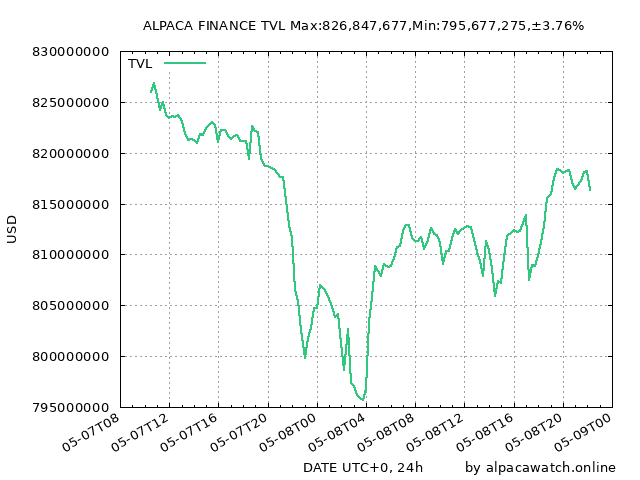 ALPACA FINANCE TVL Max:826,847,677,Min:795,677,275,±3.76%
830000000
TVL
825000000
820000000
815000000
USD
810000000
805000000
800000000
795000000
05-07T08
05-07T12
05-07T16
05-07T20
05-08T00
05-08T04
05-08T08
05-08T12
05-08T16
05-08T20
05-09T00
DATE UTC+0, 24h
by alpacawatch.online